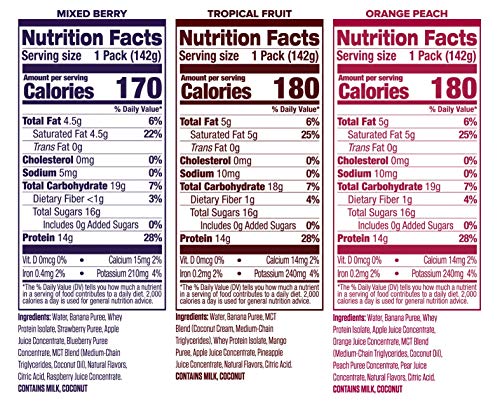 MIXED BERRY
Nutrition Facts
Serving size 1 Pack (142g)
Amount per serving
Calories 170
% Daily Value*
Total Fat 4.5g 6%
Saturated Fat 4.5g 22%
Trans Fat 0g
Cholesterol 0mg 0%
Sodium 5mg 0%
Total Carbohydrate 19g 7%
Dietary Fiber <1g 3%
Total Sugars 16g
Includes 0g Added Sugars 0%
Protein 14g 28%
Vit. D 0mcg 0% • Calcium 15mg 2%
Iron 0.4mg 2% • Potassium 210mg 4%
*The % Daily Value (DV) tells you how much a nutrient
in a serving of food contributes to a daily diet. 2,000
calories a day is used for general nutrition advice.
Ingredients: Water, Banana Puree, Whey
Protein Isolate, Strawberry Puree, Apple
Juice Concentrate, Blueberry Puree
Concentrate, MCT Blend (Medium-Chain
Triglycerides, Coconut Oil), Natural Flavors,
Citric Acid, Raspberry Juice Concentrate.
CONTAINS MILK, COCONUT
TROPICAL FRUIT
Nutrition Facts
Serving size 1 Pack (142g)
Amount per serving
Calories 180
% Daily Value*
Total Fat 5g 6%
Saturated Fat 5g 25%
Trans Fat 0g
Cholesterol 0mg 0%
Sodium 10mg 0%
Total Carbohydrate 18g 7%
Dietary Fiber 1g 4%
Total Sugars 16g
Includes 0g Added Sugars 0%
Protein 14g 28%
Vit. D 0mcg 0% • Calcium 14mg 2%
Iron 0.2mg 2% • Potassium 240mg 4%
*The % Daily Value (DV) tells you how much a nutrient
in a serving of food contributes to a daily diet. 2,000
calories a day is used for general nutrition advice.
Ingredients: Water, Banana Puree, MCT
Blend (Coconut Cream, Medium-Chain
Triglycerides), Whey Protein Isolate, Mango
Puree, Apple Juice Concentrate, Pineapple
Juice Concentrate, Natural Flavors, Citric Acid.
CONTAINS MILK, COCONUT
ORANGE PEACH
Nutrition Facts
Serving size 1 Pack (142g)
Amount per serving
Calories 180
% Daily Value*
Total Fat 5g 6%
Saturated Fat 5g 25%
Trans Fat 0g
Cholesterol 0mg 0%
Sodium 10mg 0%
Total Carbohydrate 19g 7%
Dietary Fiber 1g 4%
Total Sugars 16g
Includes 0g Added Sugars 0%
Protein 14g 28%
Vit. D 0mcg 0% • Calcium 14mg 2%
Iron 0.2mg 2% • Potassium 240mg 4%
*The % Daily Value (DV) tells you how much a nutrient
in a serving of food contributes to a daily diet. 2,000
calories a day is used for general nutrition advice.
Ingredients: Water, Banana Puree, Whey
Protein Isolate, Apple Juice Concentrate,
Orange Juice Concentrate, MCT Blend
(Medium-Chain Triglycerides, Coconut Oil),
Peach Puree Concentrate, Pear Juice
Concentrate, Natural Flavors, Citric Acid.
CONTAINS MILK, COCONUT